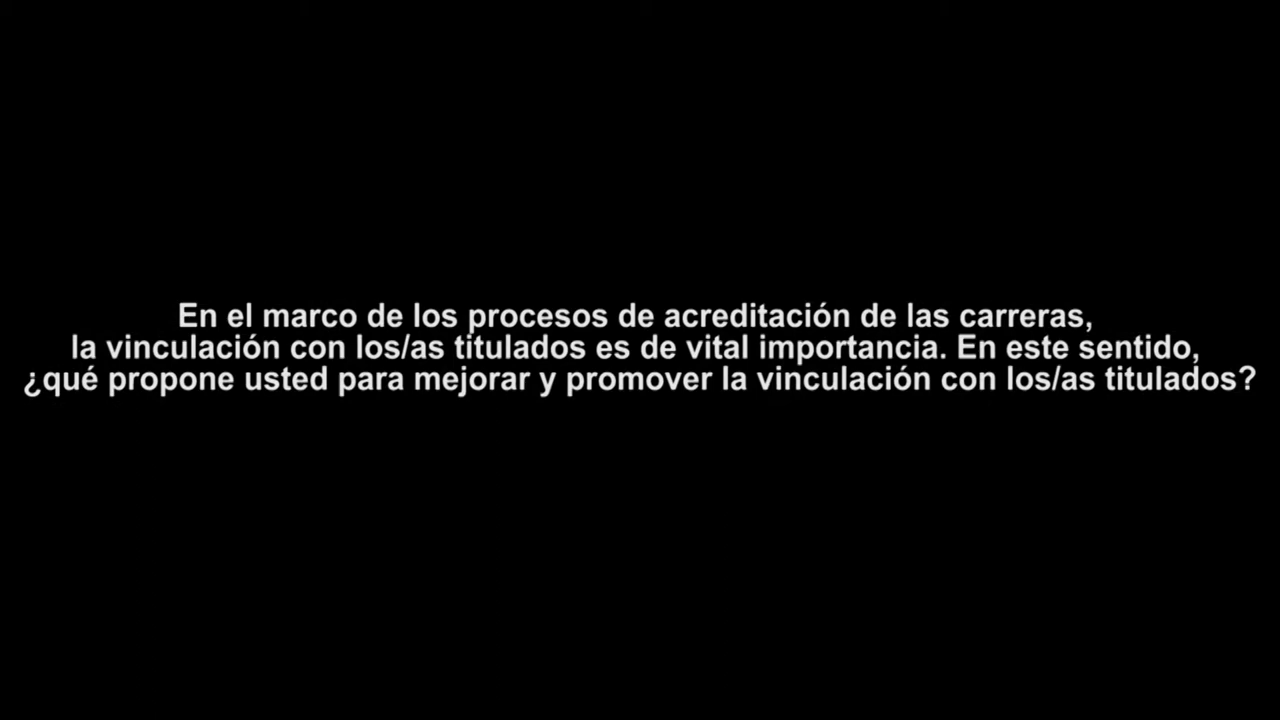 En el marco de los procesos de acreditación de las carreras,
la vinculación con los/as titulados es de vital importancia. En este sentido,
¿qué propone usted para mejorar y promover la vinculación con los/as titulados?